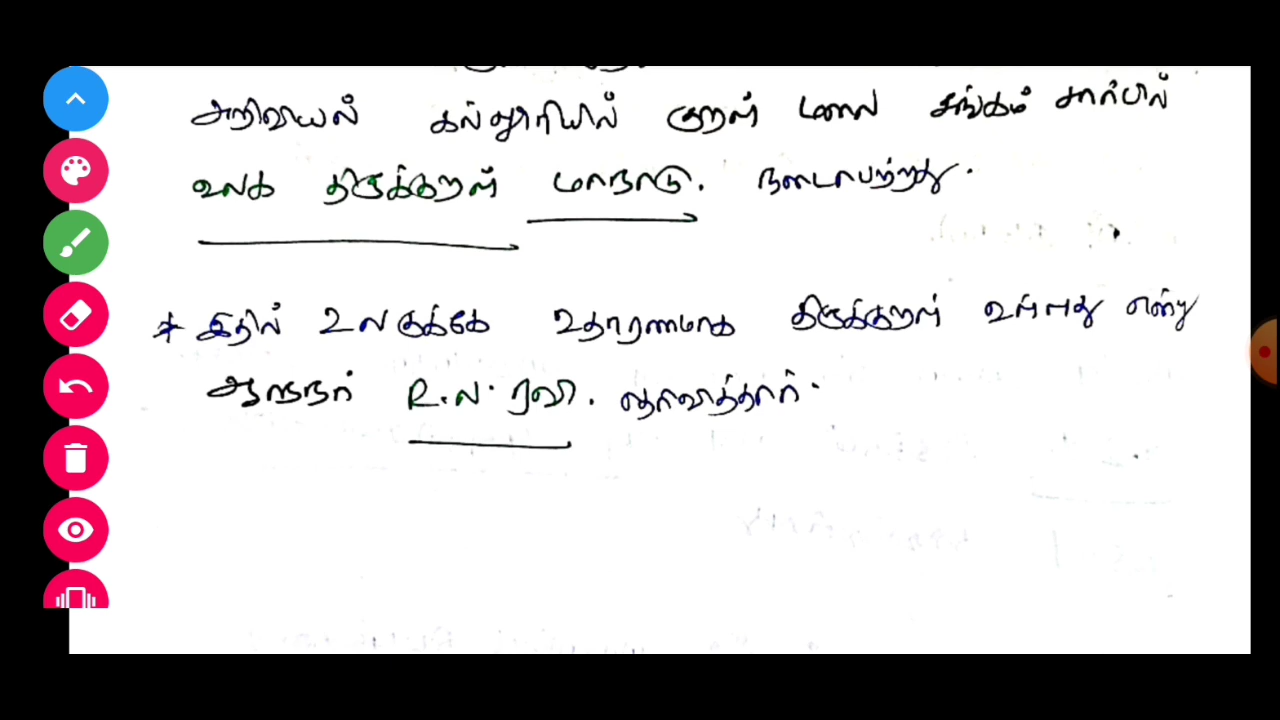 அறிவியல் கல்லூரியில் குறள் மலை சங்கம் சார்பில்
உலக திருக்குறள் மாநாடு. நடைபெற்றது.
* இதில் உலகுக்கே உதாரணமாக திருக்குறள் உள்ளது என்று
ஆளுநர் R.N. ரவி.